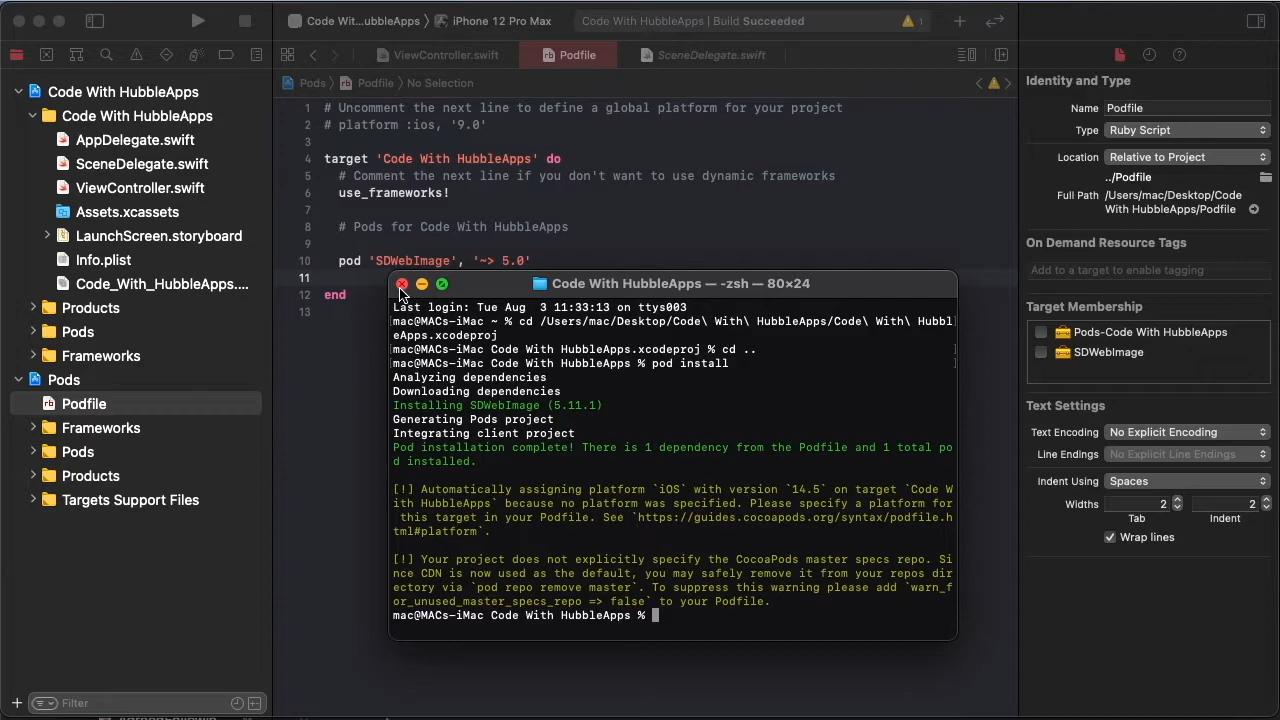 Code Wit...ubbleApps
iPhone 12 Pro Max
Code With HubbleApps | Build Succeeded
1
ViewController.swift
Podfile
SceneDelegate.swift
Pods
Podfile
No Selection
Code With HubbleApps
Code With HubbleApps
AppDelegate.swift
SceneDelegate.swift
ViewController.swift
Assets.xcassets
LaunchScreen.storyboard
Info.plist
Code_With_HubbleApps....
Products
Pods
Frameworks
Pods
Podfile
Frameworks
Pods
Products
Targets Support Files
Filter
1 # Uncomment the next line to define a global platform for your project
2 # platform :ios, '9.0'
3
4 target 'Code With HubbleApps' do
5 # Comment the next line if you don't want to use dynamic frameworks
6 use_frameworks!
7
8 # Pods for Code With HubbleApps
9
10 pod 'SDWebImage', '~> 5.0'
11
12 end
13
Code With HubbleApps — -zsh — 80×24
Last login: Tue Aug 3 11:33:13 on ttys003
[mac@MACs-iMac ~ % cd /Users/mac/Desktop/Code\ With\ HubbleApps/Code\ With\ Hubbl]
eApps.xcodeproj
[mac@MACs-iMac Code With HubbleApps.xcodeproj % cd .. ]
[mac@MACs-iMac Code With HubbleApps % pod install ]
Analyzing dependencies
Downloading dependencies
Installing SDWebImage (5.11.1)
Generating Pods project
Integrating client project
Pod installation complete! There is 1 dependency from the Podfile and 1 total po
d installed.
[!] Automatically assigning platform `iOS` with version `14.5` on target `Code W
ith HubbleApps` because no platform was specified. Please specify a platform for
this target in your Podfile. See `https://guides.cocoapods.org/syntax/podfile.h
tml#platform`.
[!] Your project does not explicitly specify the CocoaPods master specs repo. Si
nce CDN is now used as the default, you may safely remove it from your repos dir
ectory via `pod repo remove master`. To suppress this warning please add `warn_f
or_unused_master_specs_repo => false` to your Podfile.
mac@MACs-iMac Code With HubbleApps %
Identity and Type
Name Podfile
Type Ruby Script
Location Relative to Project
../Podfile
Full Path /Users/mac/Desktop/Code
With HubbleApps/Podfile
On Demand Resource Tags
Add to a target to enable tagging
Target Membership
Pods-Code With HubbleApps
SDWebImage
Text Settings
Text Encoding No Explicit Encoding
Line Endings No Explicit Line Endings
Indent Using Spaces
Widths 2 2
Tab Indent
Wrap lines